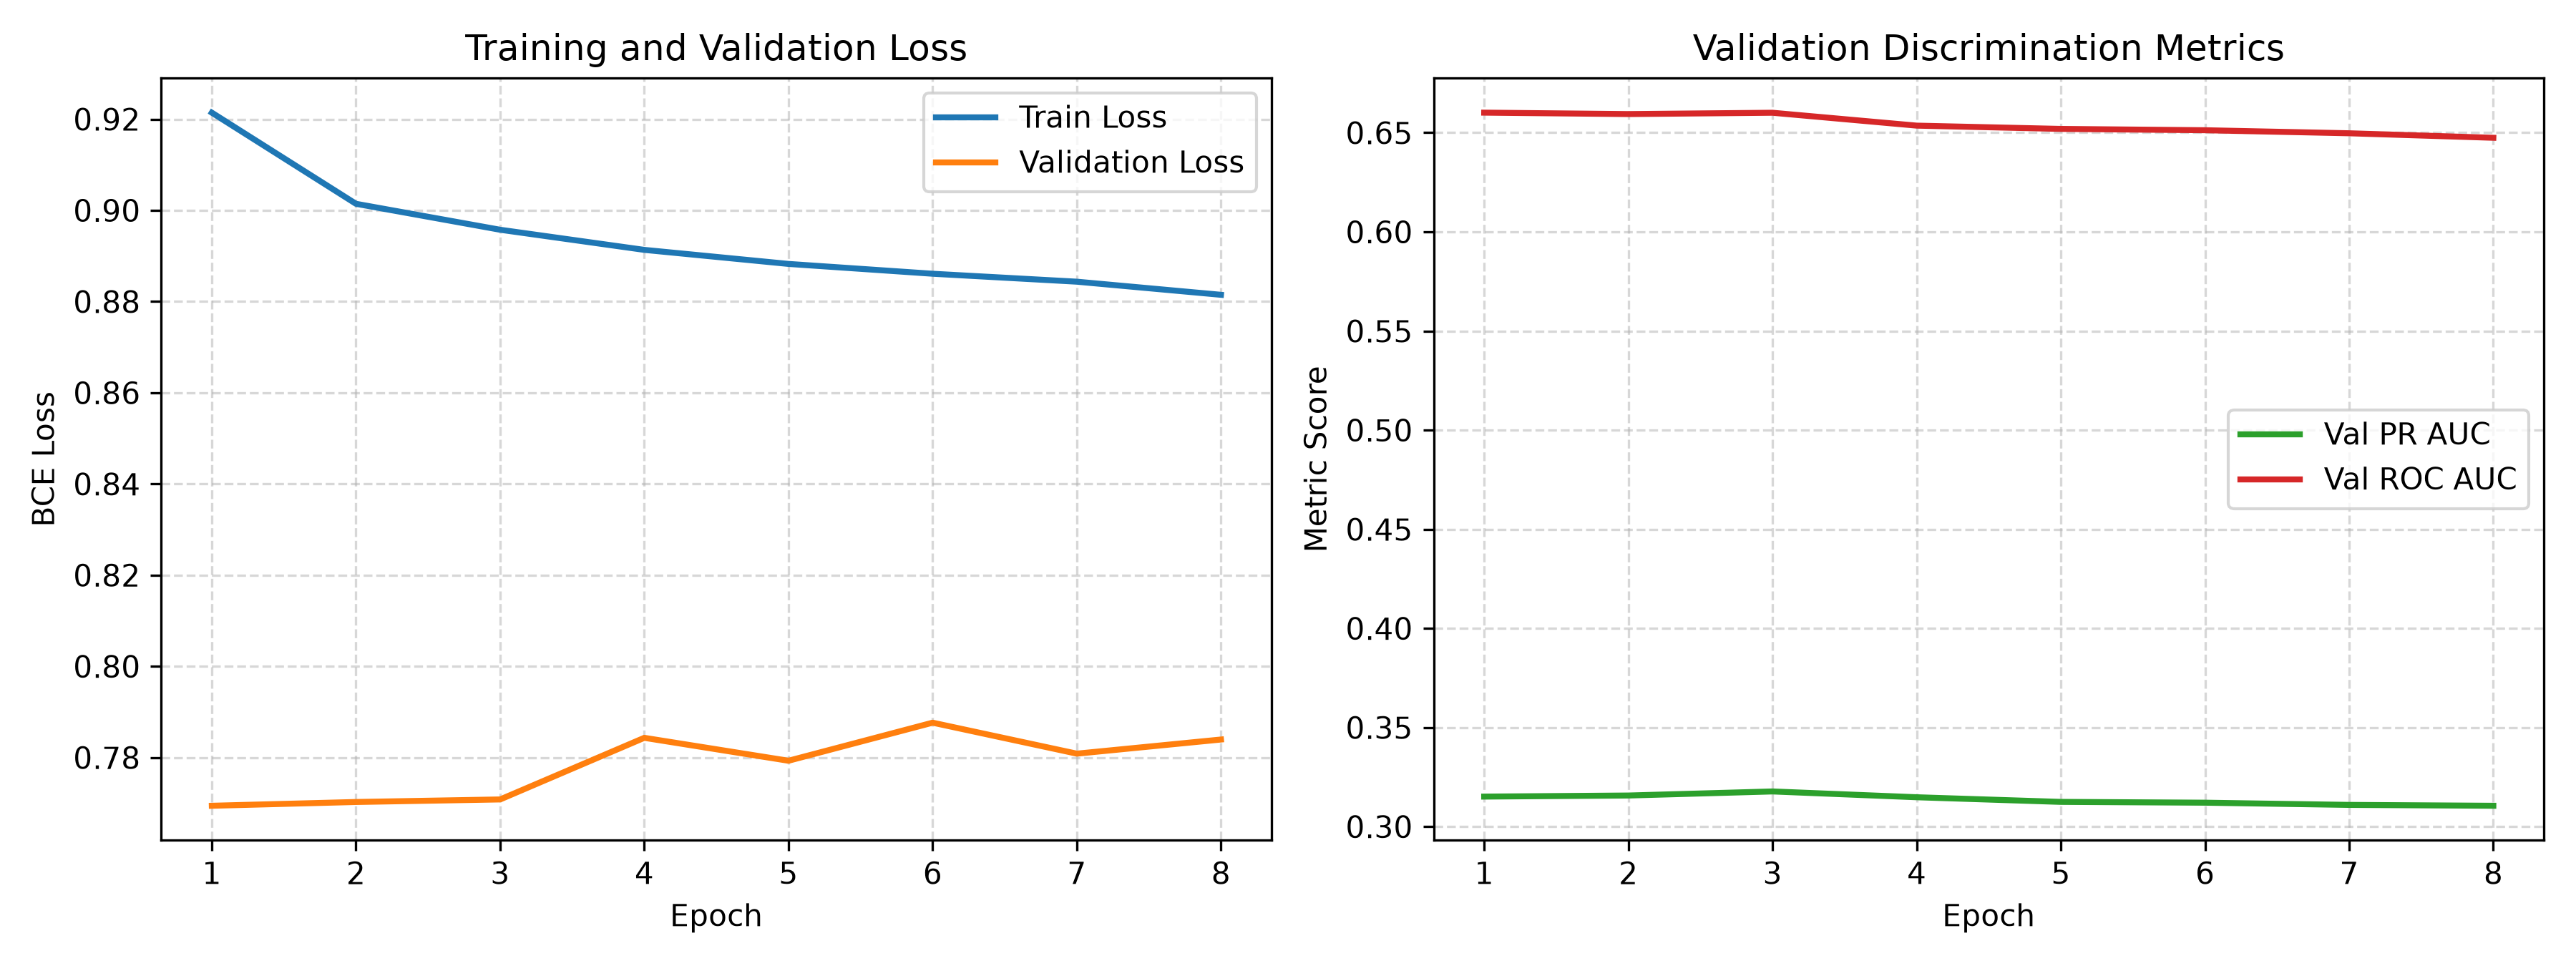 Training and Validation Loss
BCE Loss
0.92
0.90
0.88
0.86
0.84
0.82
0.80
0.78
Train Loss
Validation Loss
1 2 3 4 5 6 7 8
Epoch
Validation Discrimination Metrics
Metric Score
0.65
0.60
0.55
0.50
0.45
0.40
0.35
0.30
Val PR AUC
Val ROC AUC
1 2 3 4 5 6 7 8
Epoch